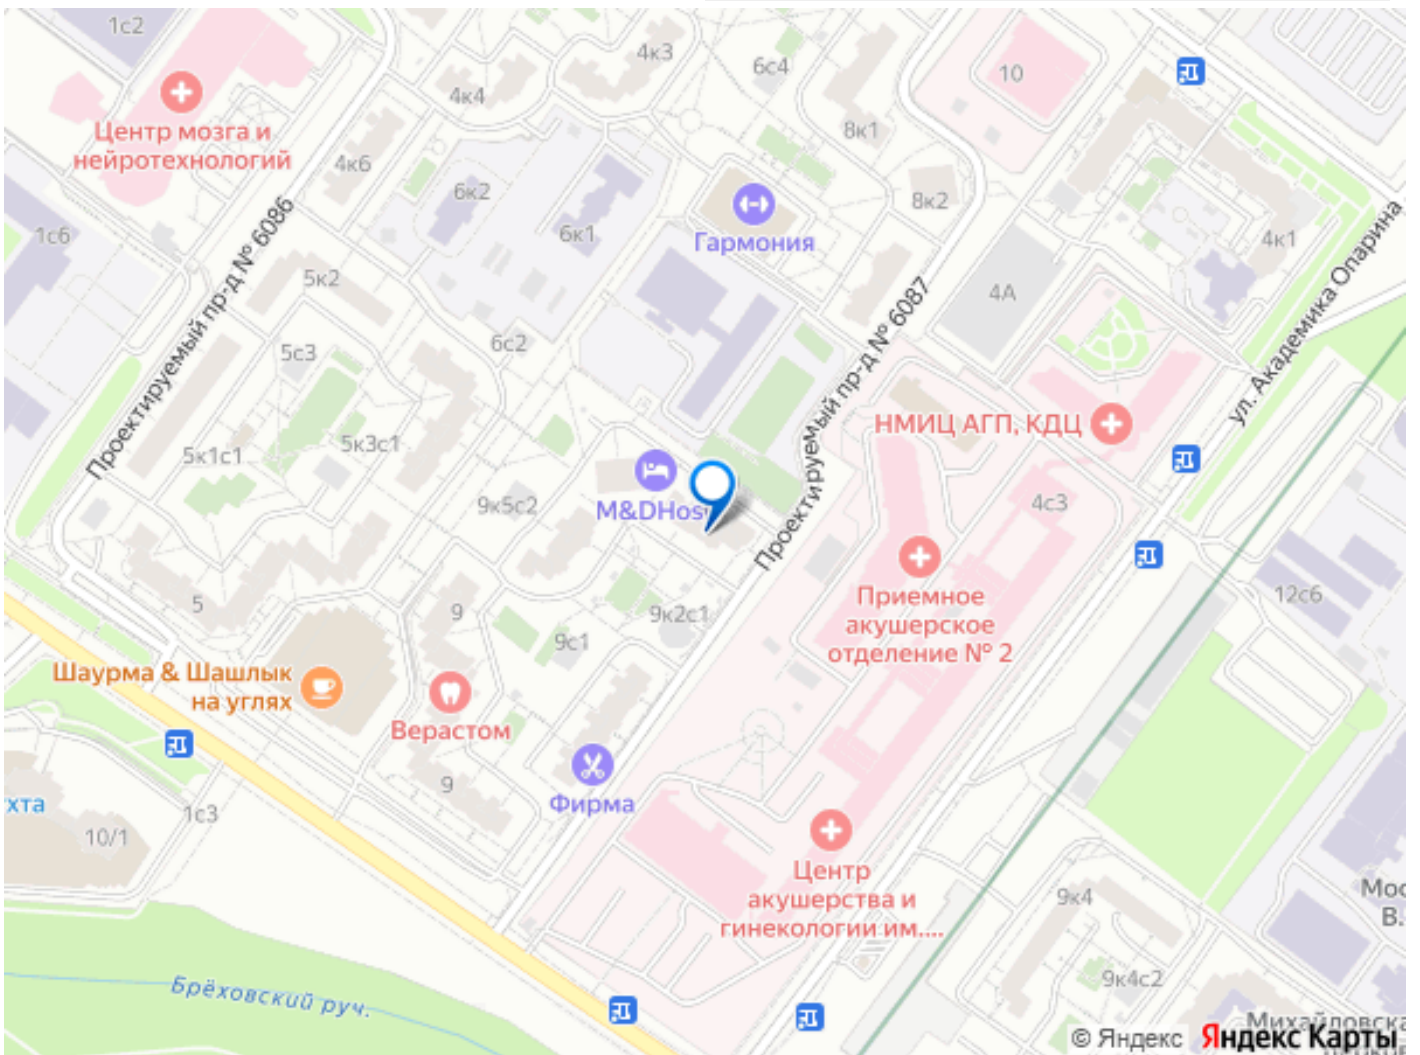 1с2
4к3
6с4
10
4к4
8к1
Центр мозга и
нейротехнологий
4к6
6к2
8к2
Гармония
1с6
6к1
4к1
Проектируемый пр-д № 6086
5к2
4А
ул. Академика Опарина
Проектируемый пр-д № 6087
6с2
5с3
НМИЦ АГП, КДЦ
5к3с1
5к1с1
9к5с2
M&DHos
4с3
Приемное
акушерское
отделение № 2
12с6
5
9
9к2с1
9с1
Шаурма & Шашлык
на углях
Верастом
9
Фирма
хта
1с3
10/1
Центр
акушерства и
гинекологии им....
Мос
В.
9к4
9к4с2
Брёховский руч.
Михайловска
© Яндекс Яндекс Карты